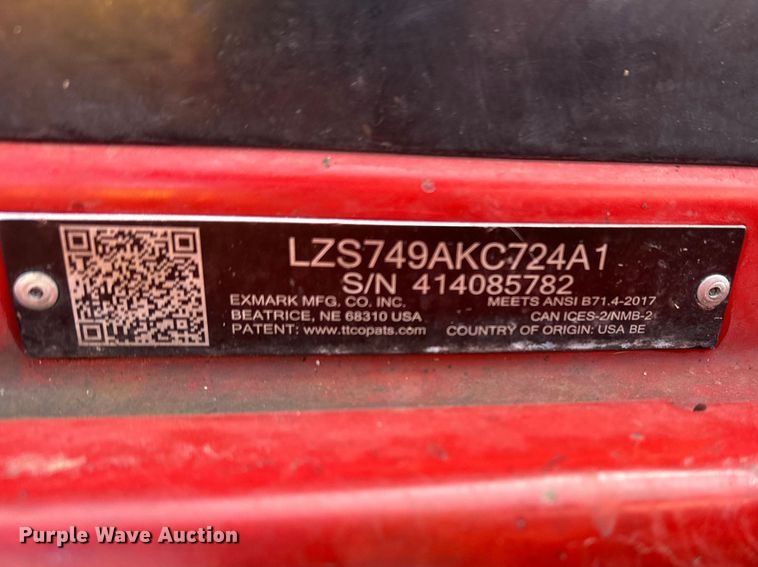 LZS749AKC724A1
S/N 414085782
EXMARK MFG. CO. INC.
MEETS ANSI B71.4-2017
BEATRICE, NE 68310 USA
CAN ICES-2/NMB-2
PATENT: www.ttcopats.com
COUNTRY OF ORIGIN: USA BE
Purple Wave Auction®